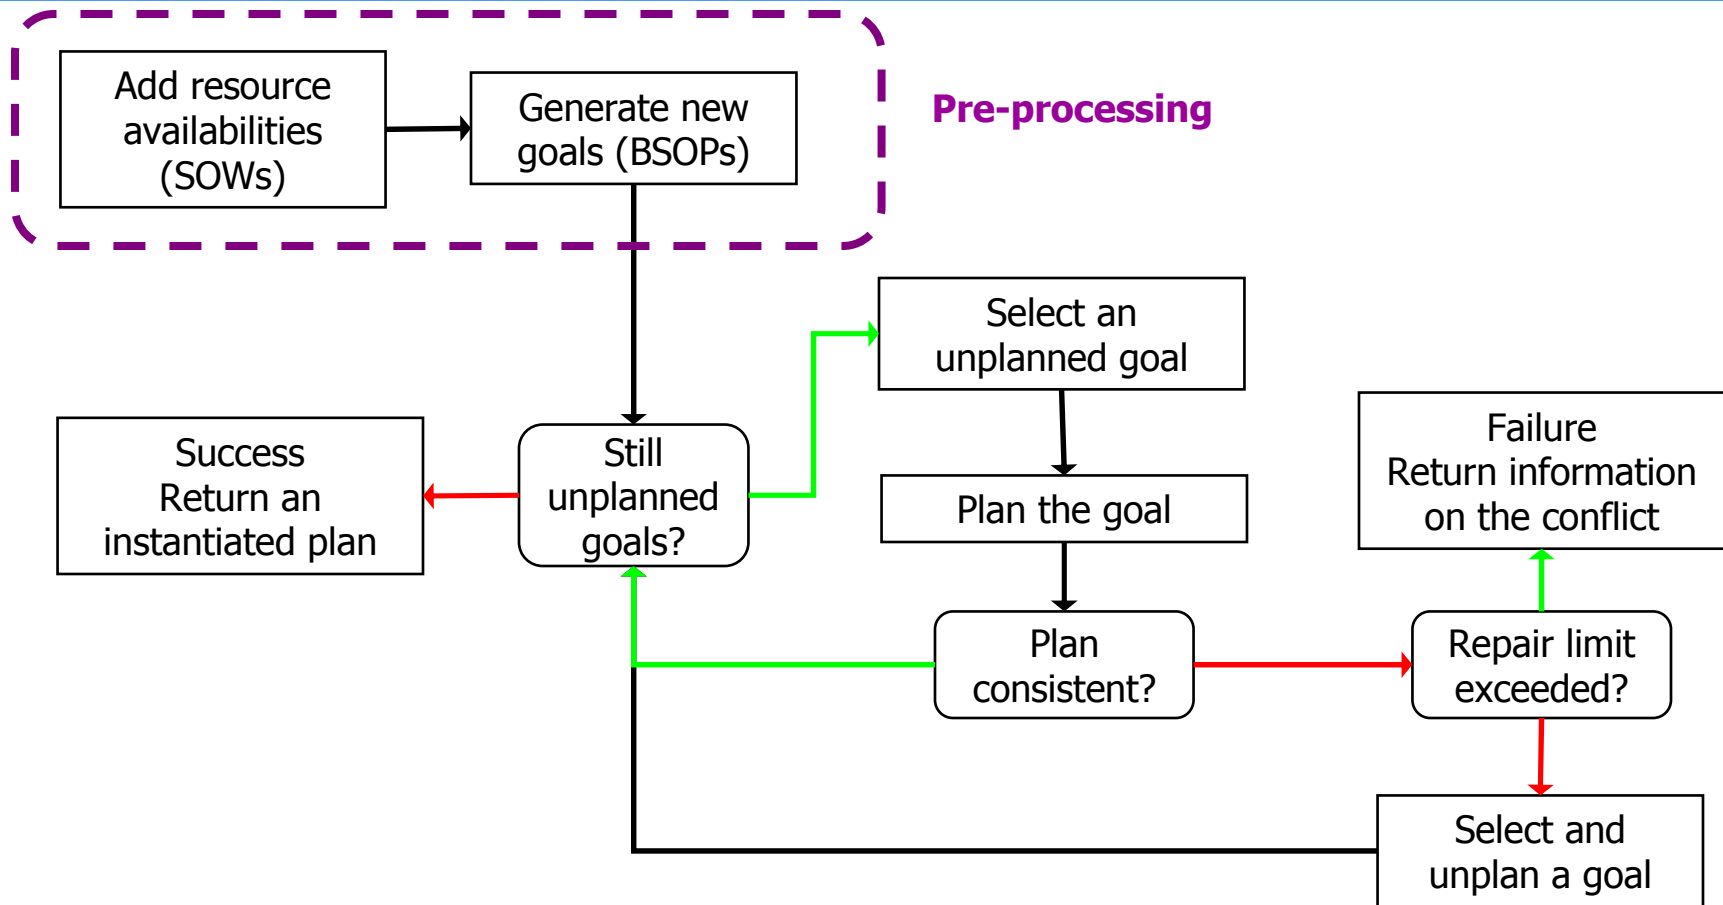 Add resource
availabilities
(SOWs)
Generate new
goals (BSOPs)
Pre-processing
Select an
unplanned goal
Success
Return an
instantiated plan
Still
unplanned
goals?
Plan the goal
Failure
Return information
on the conflict
Plan
consistent?
Repair limit
exceeded?
Select and
unplan a goal